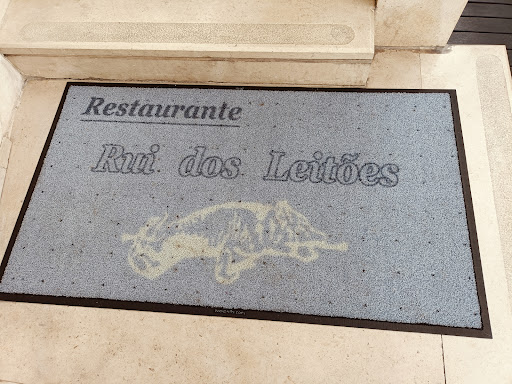 Restaurante
Rui dos Leitões